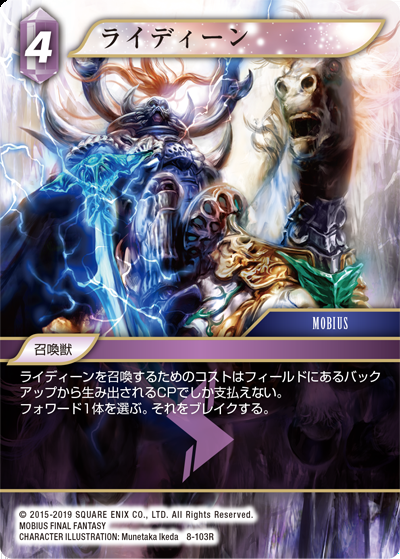 4
ライディーン
MOBIUS
召喚獣
ライディーンを召喚するためのコストはフィールドにあるバック
アップから生み出されるCPでしか支払えない。
フォワード1体を選ぶ。それをブレイクする。
© 2015-2019 SQUARE ENIX CO., LTD. All Rights Reserved.
MOBIUS FINAL FANTASY
CHARACTER ILLUSTRATION: Munetaka Ikeda 8-103R